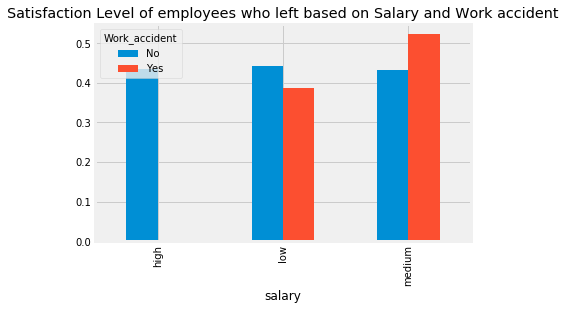 Satisfaction Level of employees who left based on Salary and Work accident
Work_accident
No
Yes
0.5
0.4
0.3
0.2
0.1
0.0
high
low
medium
salary